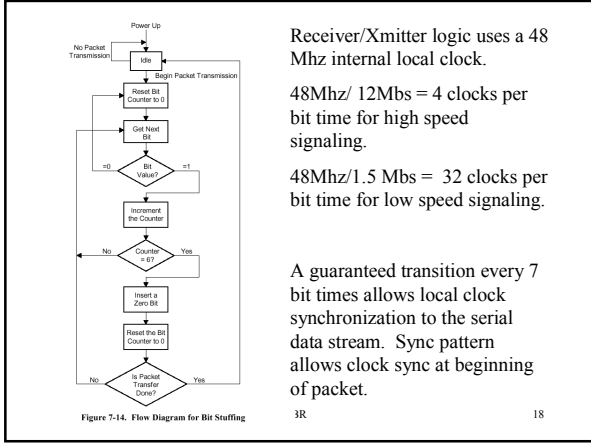 Power Up
No Packet
Transmission
Idle
Begin Packet Transmission
Reset Bit
Counter to 0
Get Next
Bit
=0
Bit
Value?
=1
Increment
the Counter
No
Counter
= 6?
Yes
Insert a
Zero Bit
Reset the Bit
Counter to 0
No
Is Packet
Transfer
Done?
Yes
Figure 7-14. Flow Diagram for Bit Stuffing
Receiver/Xmitter logic uses a 48
Mhz internal local clock.
48Mhz/ 12Mbs = 4 clocks per
bit time for high speed
signaling.
48Mhz/1.5 Mbs = 32 clocks per
bit time for low speed signaling.
A guaranteed transition every 7
bit times allows local clock
synchronization to the serial
data stream. Sync pattern
allows clock sync at beginning
of packet.
BR
18